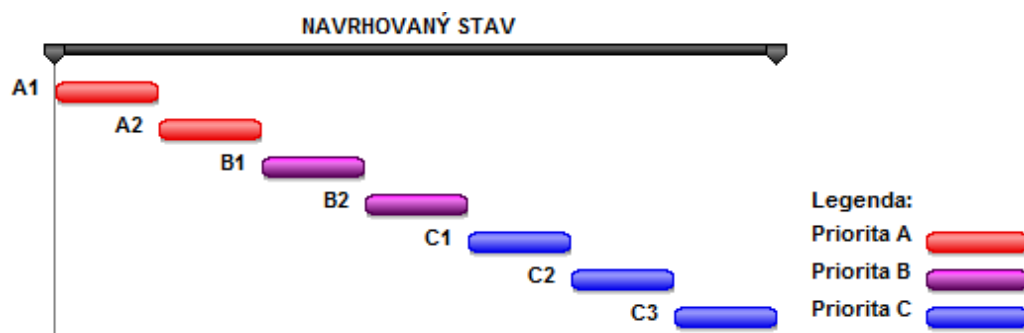 NAVRHOVANÝ STAV
A1
A2
B1
B2
C1
C2
C3
Legenda:
Priorita A
Priorita B
Priorita C